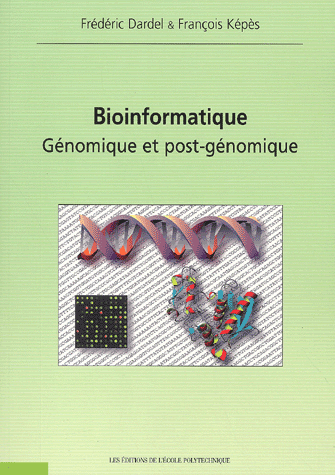 Frédéric Dardel & François Képès
Bioinformatique
Génomique et post-génomique
LES ÉDITIONS DE L'ÉCOLE POLYTECHNIQUE